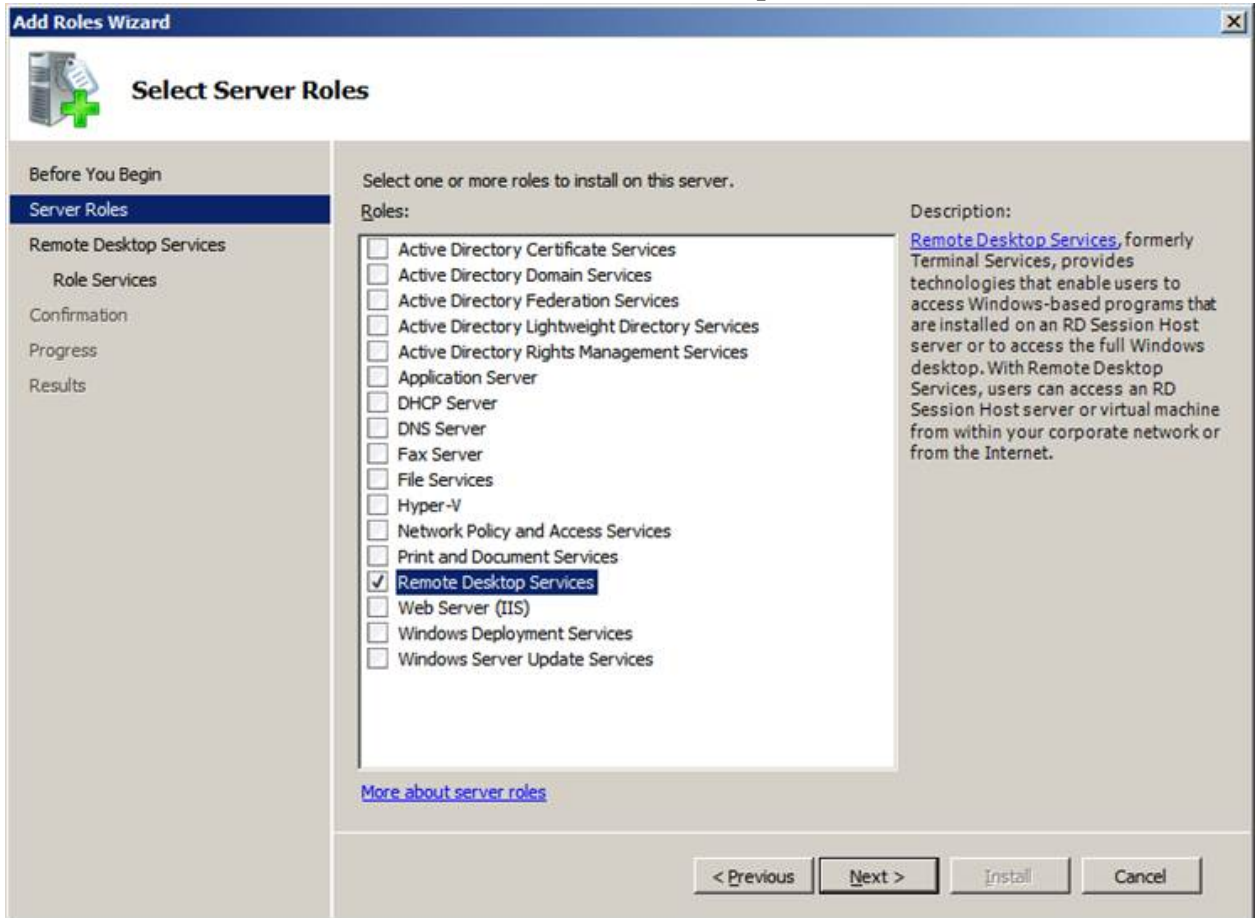 Add Roles Wizard
Select Server Roles
Before You Begin
Server Roles
Remote Desktop Services
Role Services
Confirmation
Progress
Results
Select one or more roles to install on this server.
Roles:
Active Directory Certificate Services
Active Directory Domain Services
Active Directory Federation Services
Active Directory Lightweight Directory Services
Active Directory Rights Management Services
Application Server
DHCP Server
DNS Server
Fax Server
File Services
Hyper-V
Network Policy and Access Services
Print and Document Services
Remote Desktop Services
Web Server (IIS)
Windows Deployment Services
Windows Server Update Services
More about server roles
Description:
Remote Desktop Services, formerly
Terminal Services, provides
technologies that enable users to
access Windows-based programs that
are installed on an RD Session Host
server or to access the full Windows
desktop. With Remote Desktop
Services, users can access an RD
Session Host server or virtual machine
from within your corporate network or
from the Internet.
< Previous
Next >
Install
Cancel